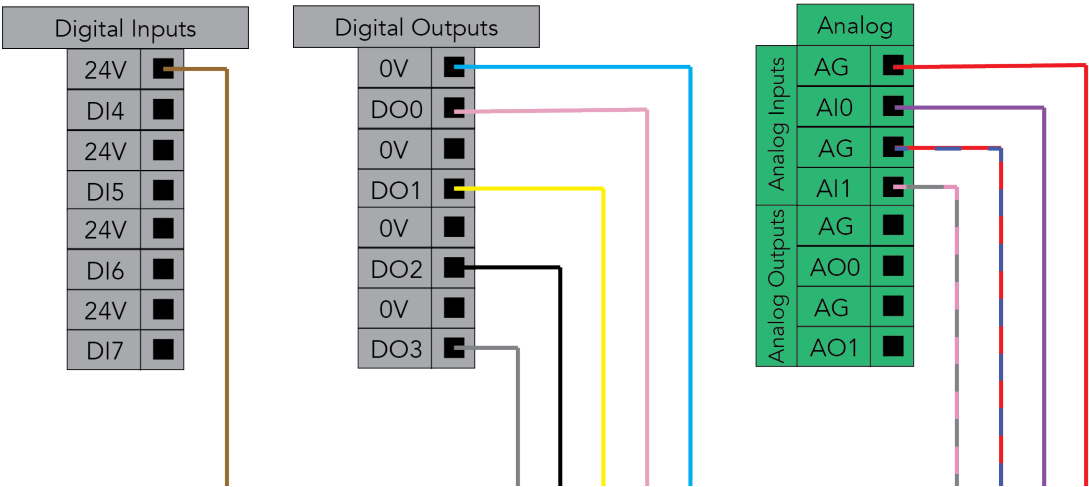 Digital Inputs
24V
DI4
24V
DI5
24V
DI6
24V
DI7
Digital Outputs
0V
DO0
0V
DO1
0V
DO2
0V
DO3
Analog
Analog Inputs
AG
AI0
AG
AI1
Analog Outputs
AG
AO0
AG
AO1